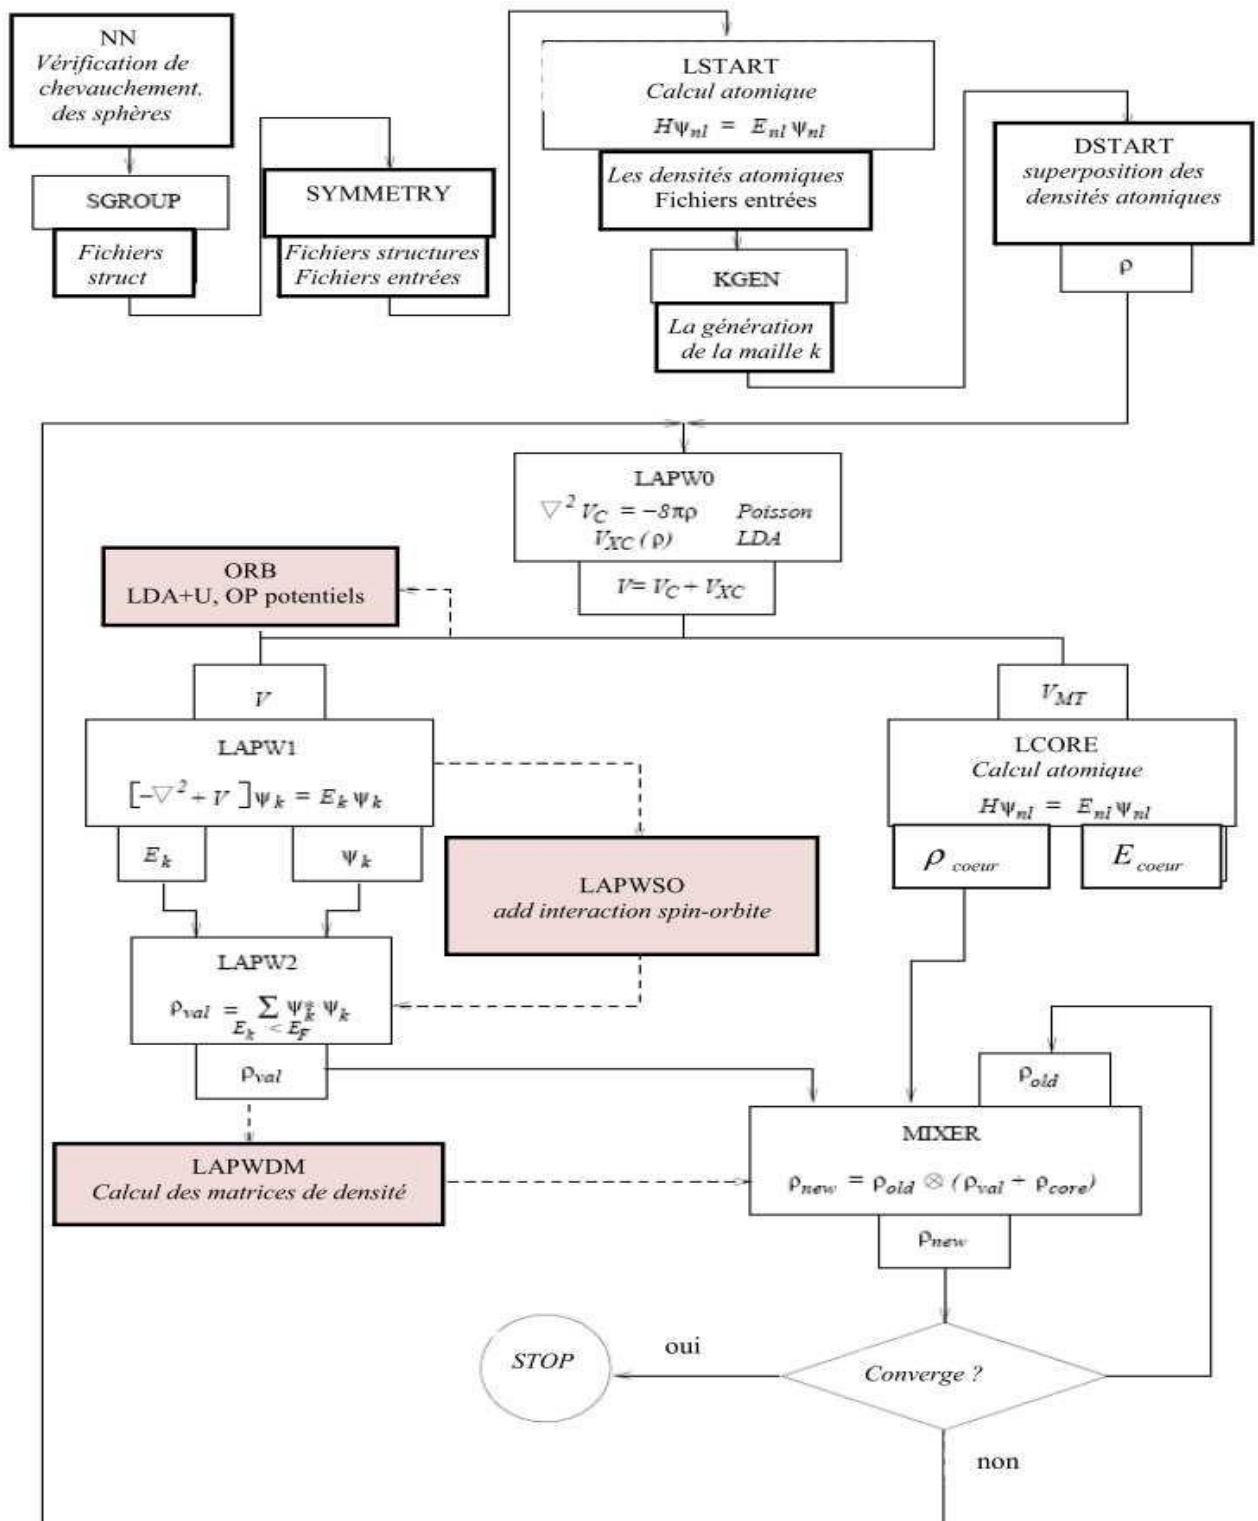 NN
Vérification de
chevauchement.
des sphères
SGROUP
Fichiers
struct
SYMMETRY
Fichiers structures
Fichiers entrées
LSTART
Calcul atomique
Hψnl = Enl ψnl
Les densités atomiques
Fichiers entrées
KGEN
La génération
de la maille k
DSTART
superposition des
densités atomiques
ρ
LAPW0
▽² VC = −8πρ Poisson
VXC(ρ) LDA
V= VC + VXC
ORB
LDA+U, OP potentiels
V
LAPW1
[−▽² + V ]ψk = Ek ψk
Ek
ψk
LAPWSO
add interaction spin-orbite
VMT
LCORE
Calcul atomique
Hψnl = Enl ψnl
ρ coeur
E coeur
LAPW2
ρval = Σ ψk* ψk
Ek < EF
ρval
LAPWDM
Calcul des matrices de densité
ρold
MIXER
ρnew = ρold ⊗ (ρval + ρcore)
ρnew
Converge ?
oui
STOP
non